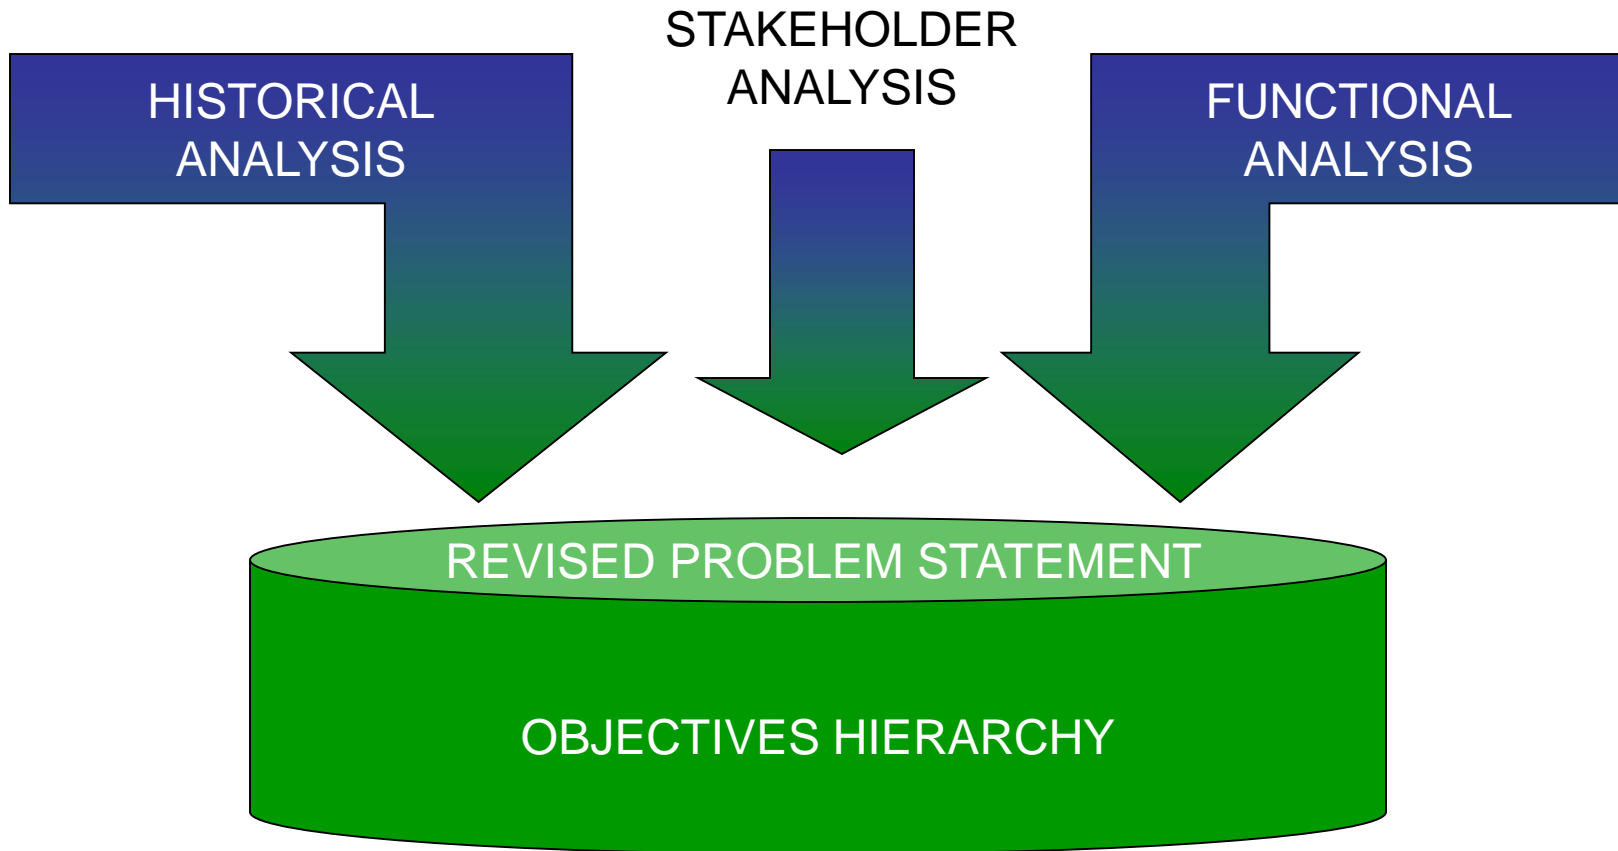 STAKEHOLDER
ANALYSIS
HISTORICAL
ANALYSIS
FUNCTIONAL
ANALYSIS
REVISED PROBLEM STATEMENT
OBJECTIVES HIERARCHY